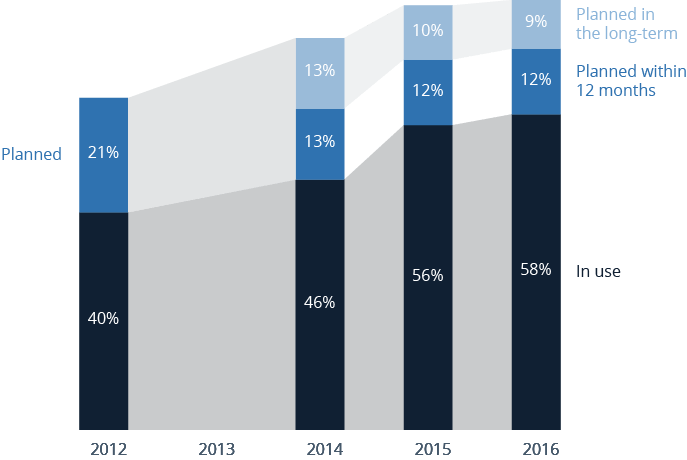 Planned in
the long-term
9%
10%
13%
Planned within
12 months
12%
12%
13%
Planned
21%
In use
58%
56%
46%
40%
2012
2013
2014
2015
2016